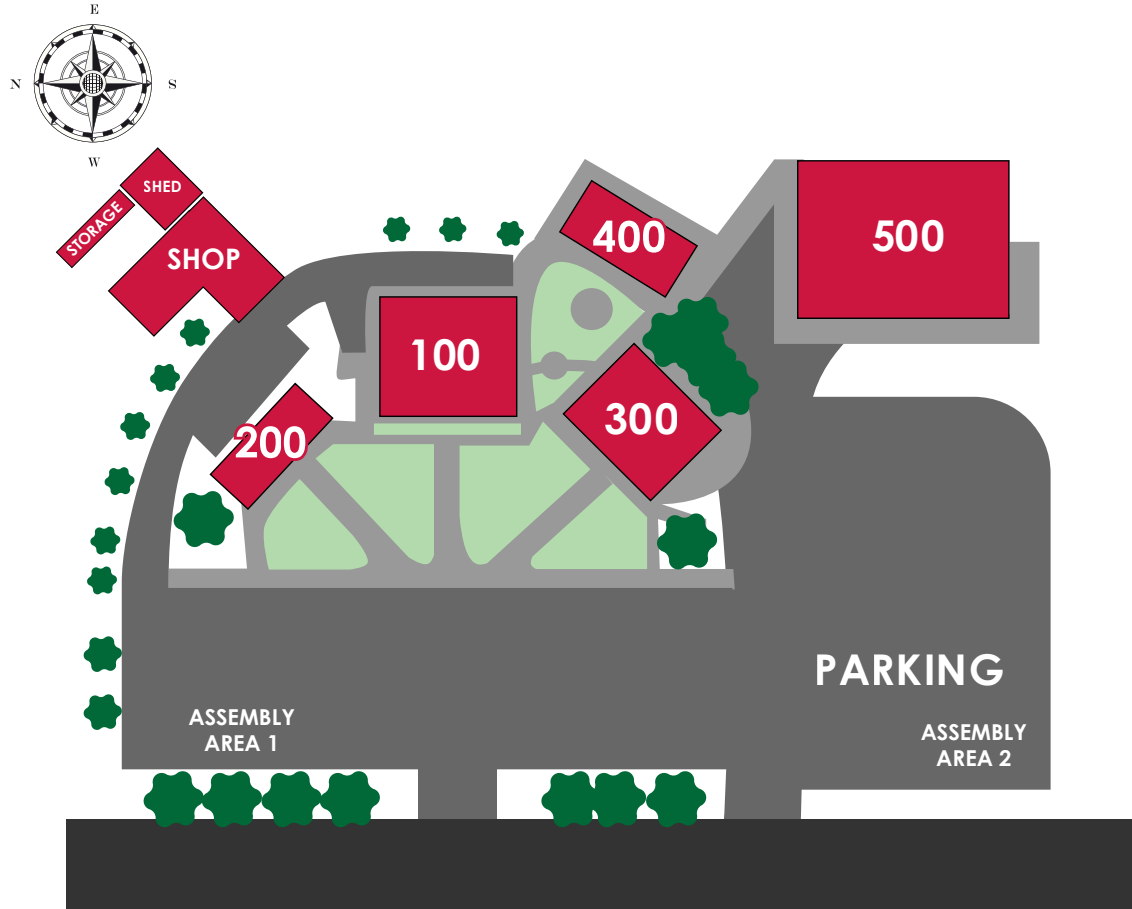 E
N
S
W
SHED
STORAGE
SHOP
400
500
100
300
200
PARKING
ASSEMBLY
AREA 1
ASSEMBLY
AREA 2